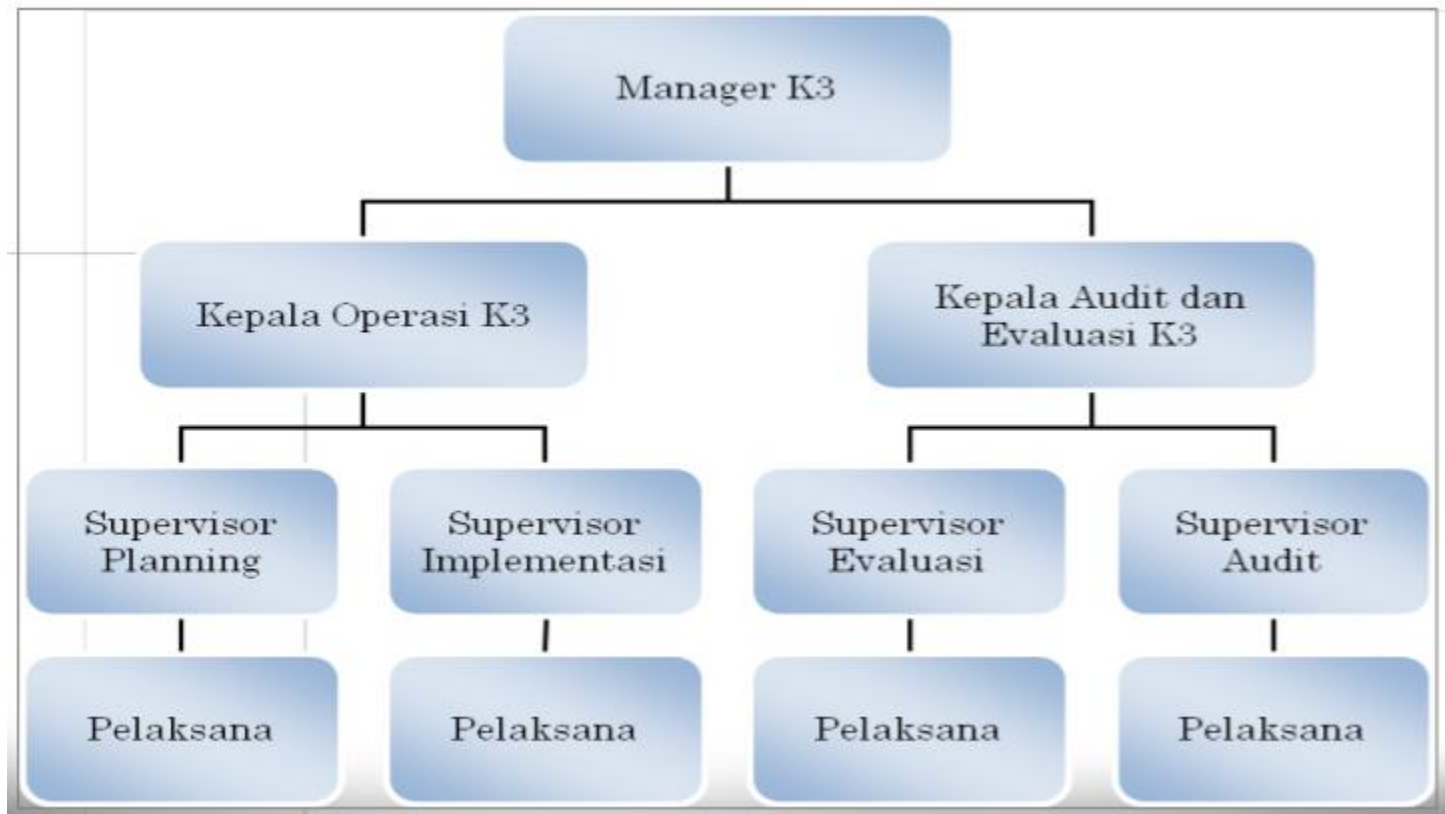 Manager K3
Kepala Operasi K3
Kepala Audit dan
Evaluasi K3
Supervisor
Planning
Supervisor
Implementasi
Supervisor
Evaluasi
Supervisor
Audit
Pelaksana
Pelaksana
Pelaksana
Pelaksana